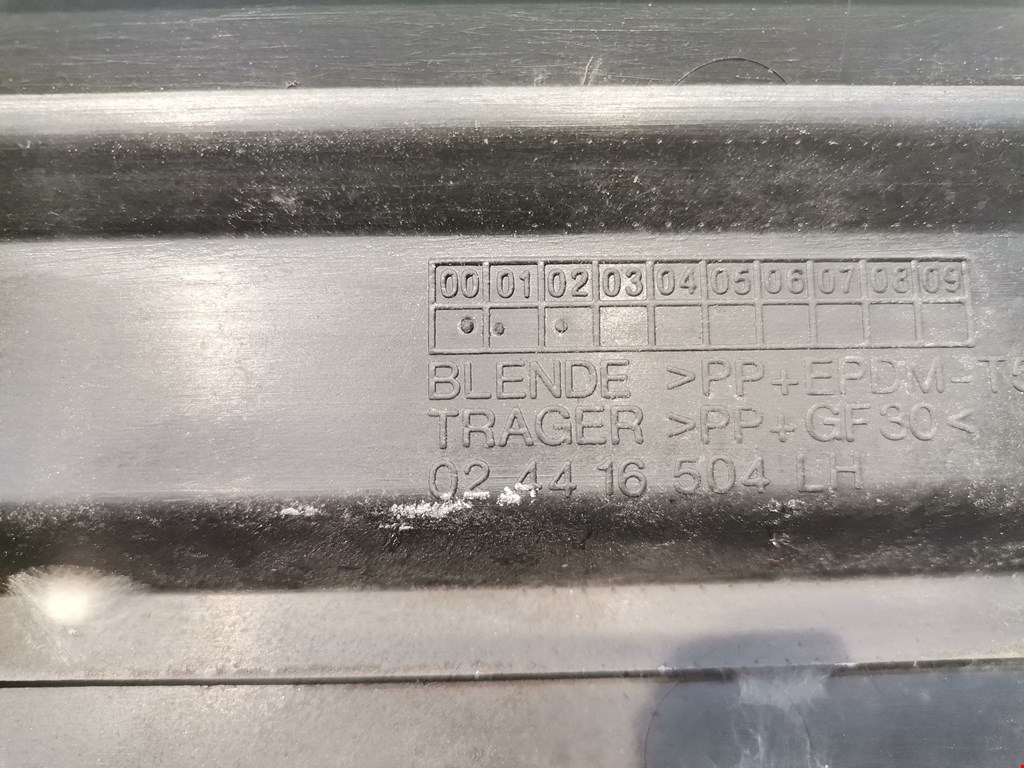 00 01 02 03 04 05 06 07 08 09
BLENDE >PP+EPDM-T5
TRAGER >PP+GF30<
02 44 16 504 LH